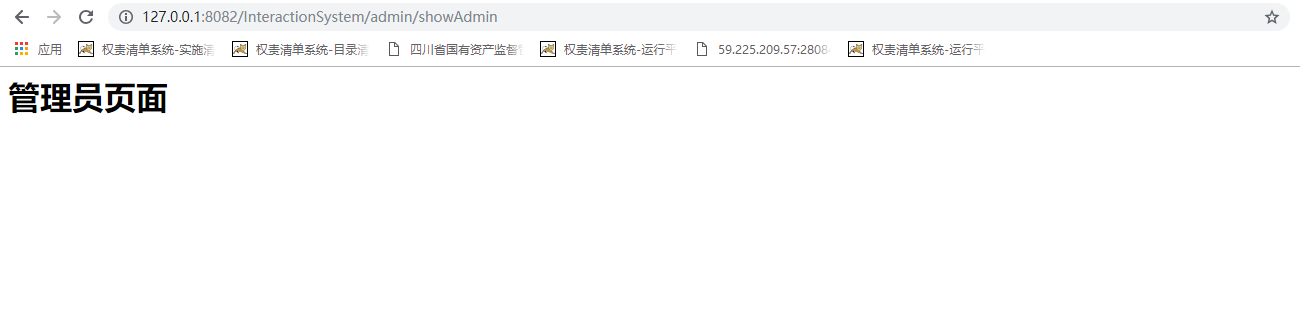 127.0.0.1:8082/InteractionSystem/admin/showAdmin
应用 权责清单系统-实施清 权责清单系统-目录清 四川省国有资产监督管 权责清单系统-运行平 59.225.209.57:2808 权责清单系统-运行平
管理员页面